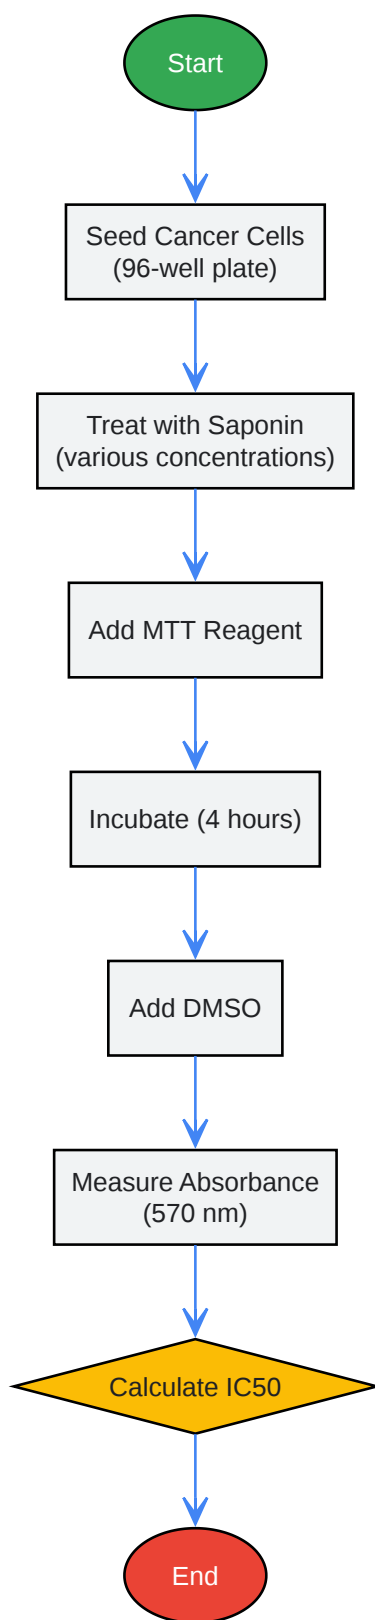 Start
Seed Cancer Cells
(96-well plate)
Treat with Saponin
(various concentrations)
Add MTT Reagent
Incubate (4 hours)
Add DMSO
Measure Absorbance
(570 nm)
Calculate IC50
End